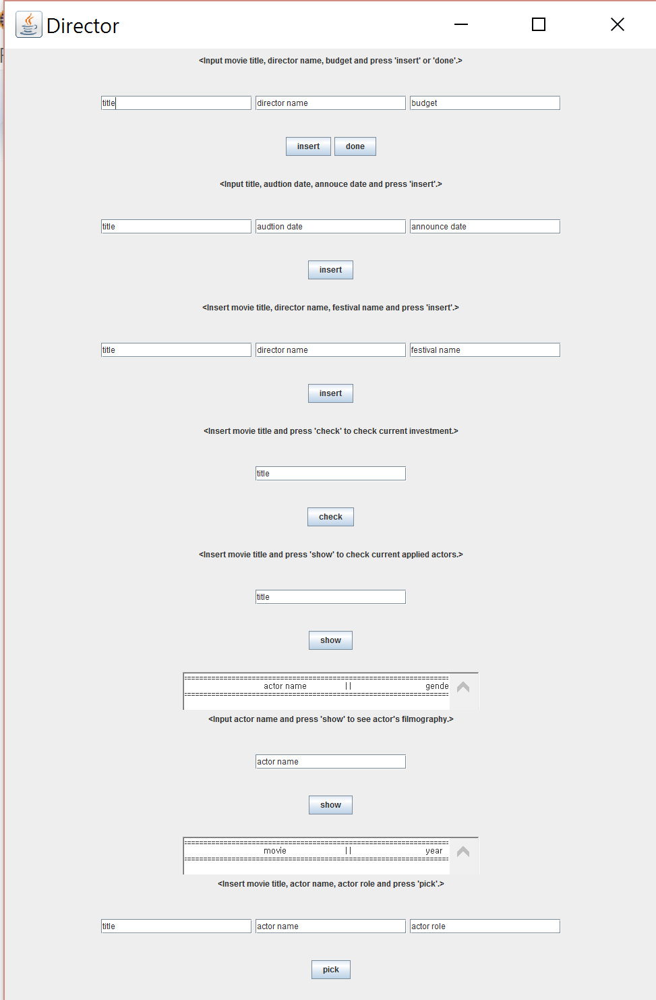 Director
<Input movie title, director name, budget and press 'insert' or 'done'.>
title director name budget
insert done
<Input title, audtion date, annouce date and press 'insert'.>
title audtion date announce date
insert
<Insert movie title, director name, festival name and press 'insert'.>
title director name festival name
insert
<Insert movie title and press 'check' to check current investment.>
title
check
<Insert movie title and press 'show' to check current applied actors.>
title
show
actor name || gende
<Input actor name and press 'show' to see actor's filmography.>
actor name
show
movie || year
<Insert movie title, actor name, actor role and press 'pick'.>
title actor name actor role
pick